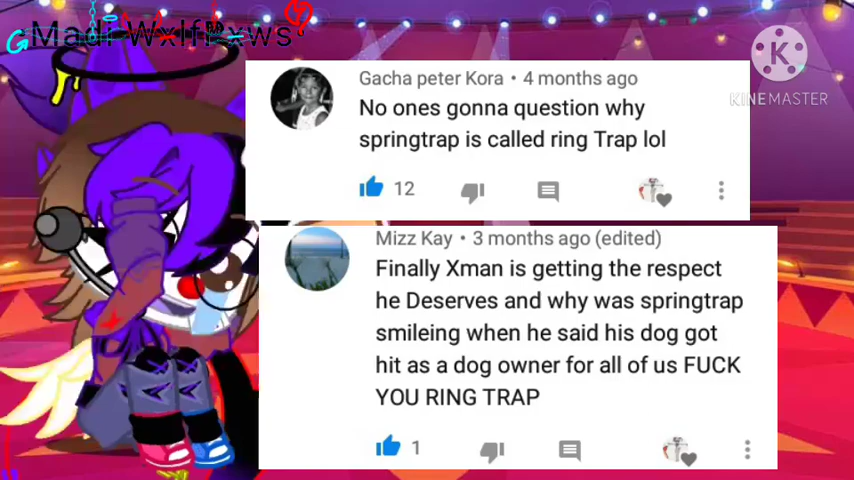 Madi Wxlfi Pxws
K
KINEMASTER
Gacha peter Kora • 4 months ago
No ones gonna question why
springtrap is called ring Trap lol
12
Mizz Kay • 3 months ago (edited)
Finally Xman is getting the respect
he Deserves and why was springtrap
smileing when he said his dog got
hit as a dog owner for all of us FUCK
YOU RING TRAP
1